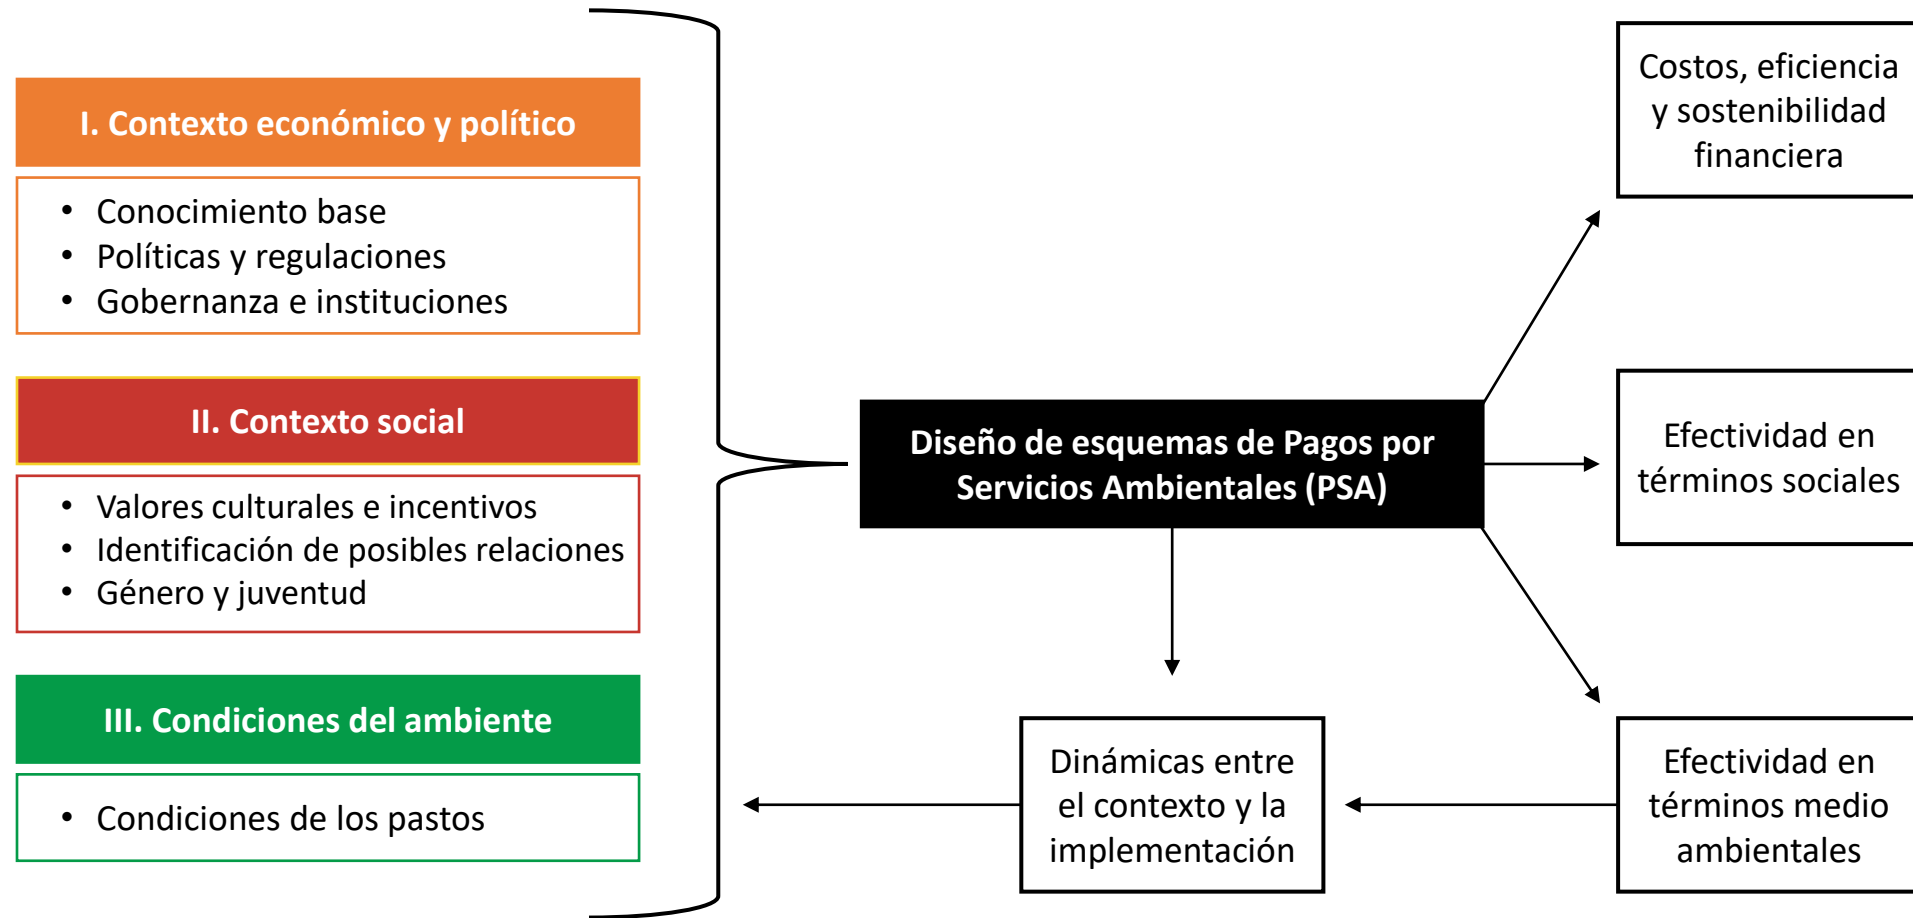 I. Contexto económico y político
• Conocimiento base
• Políticas y regulaciones
• Gobernanza e instituciones
II. Contexto social
• Valores culturales e incentivos
• Identificación de posibles relaciones
• Género y juventud
III. Condiciones del ambiente
• Condiciones de los pastos
Diseño de esquemas de Pagos por
Servicios Ambientales (PSA)
Costos, eficiencia
y sostenibilidad
financiera
Efectividad en
términos sociales
Efectividad en
términos medio
ambientales
Dinámicas entre
el contexto y la
implementación